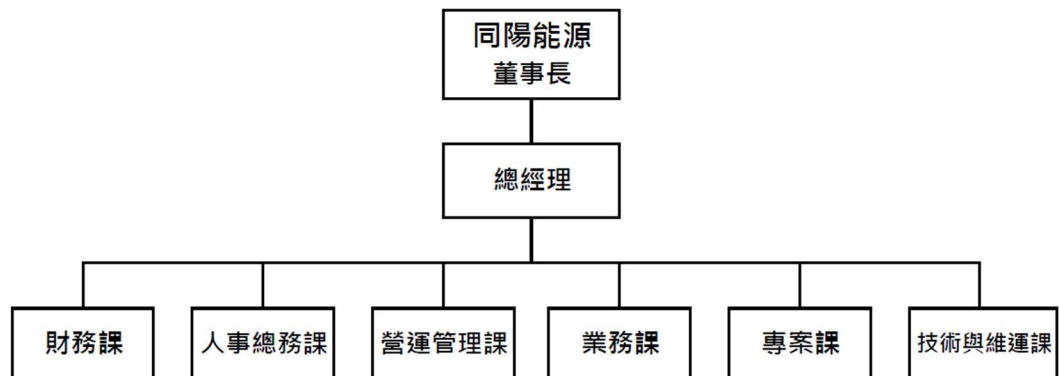 同陽能源
董事長
總經理
財務課
人事總務課
營運管理課
業務課
專案課
技術與維運課